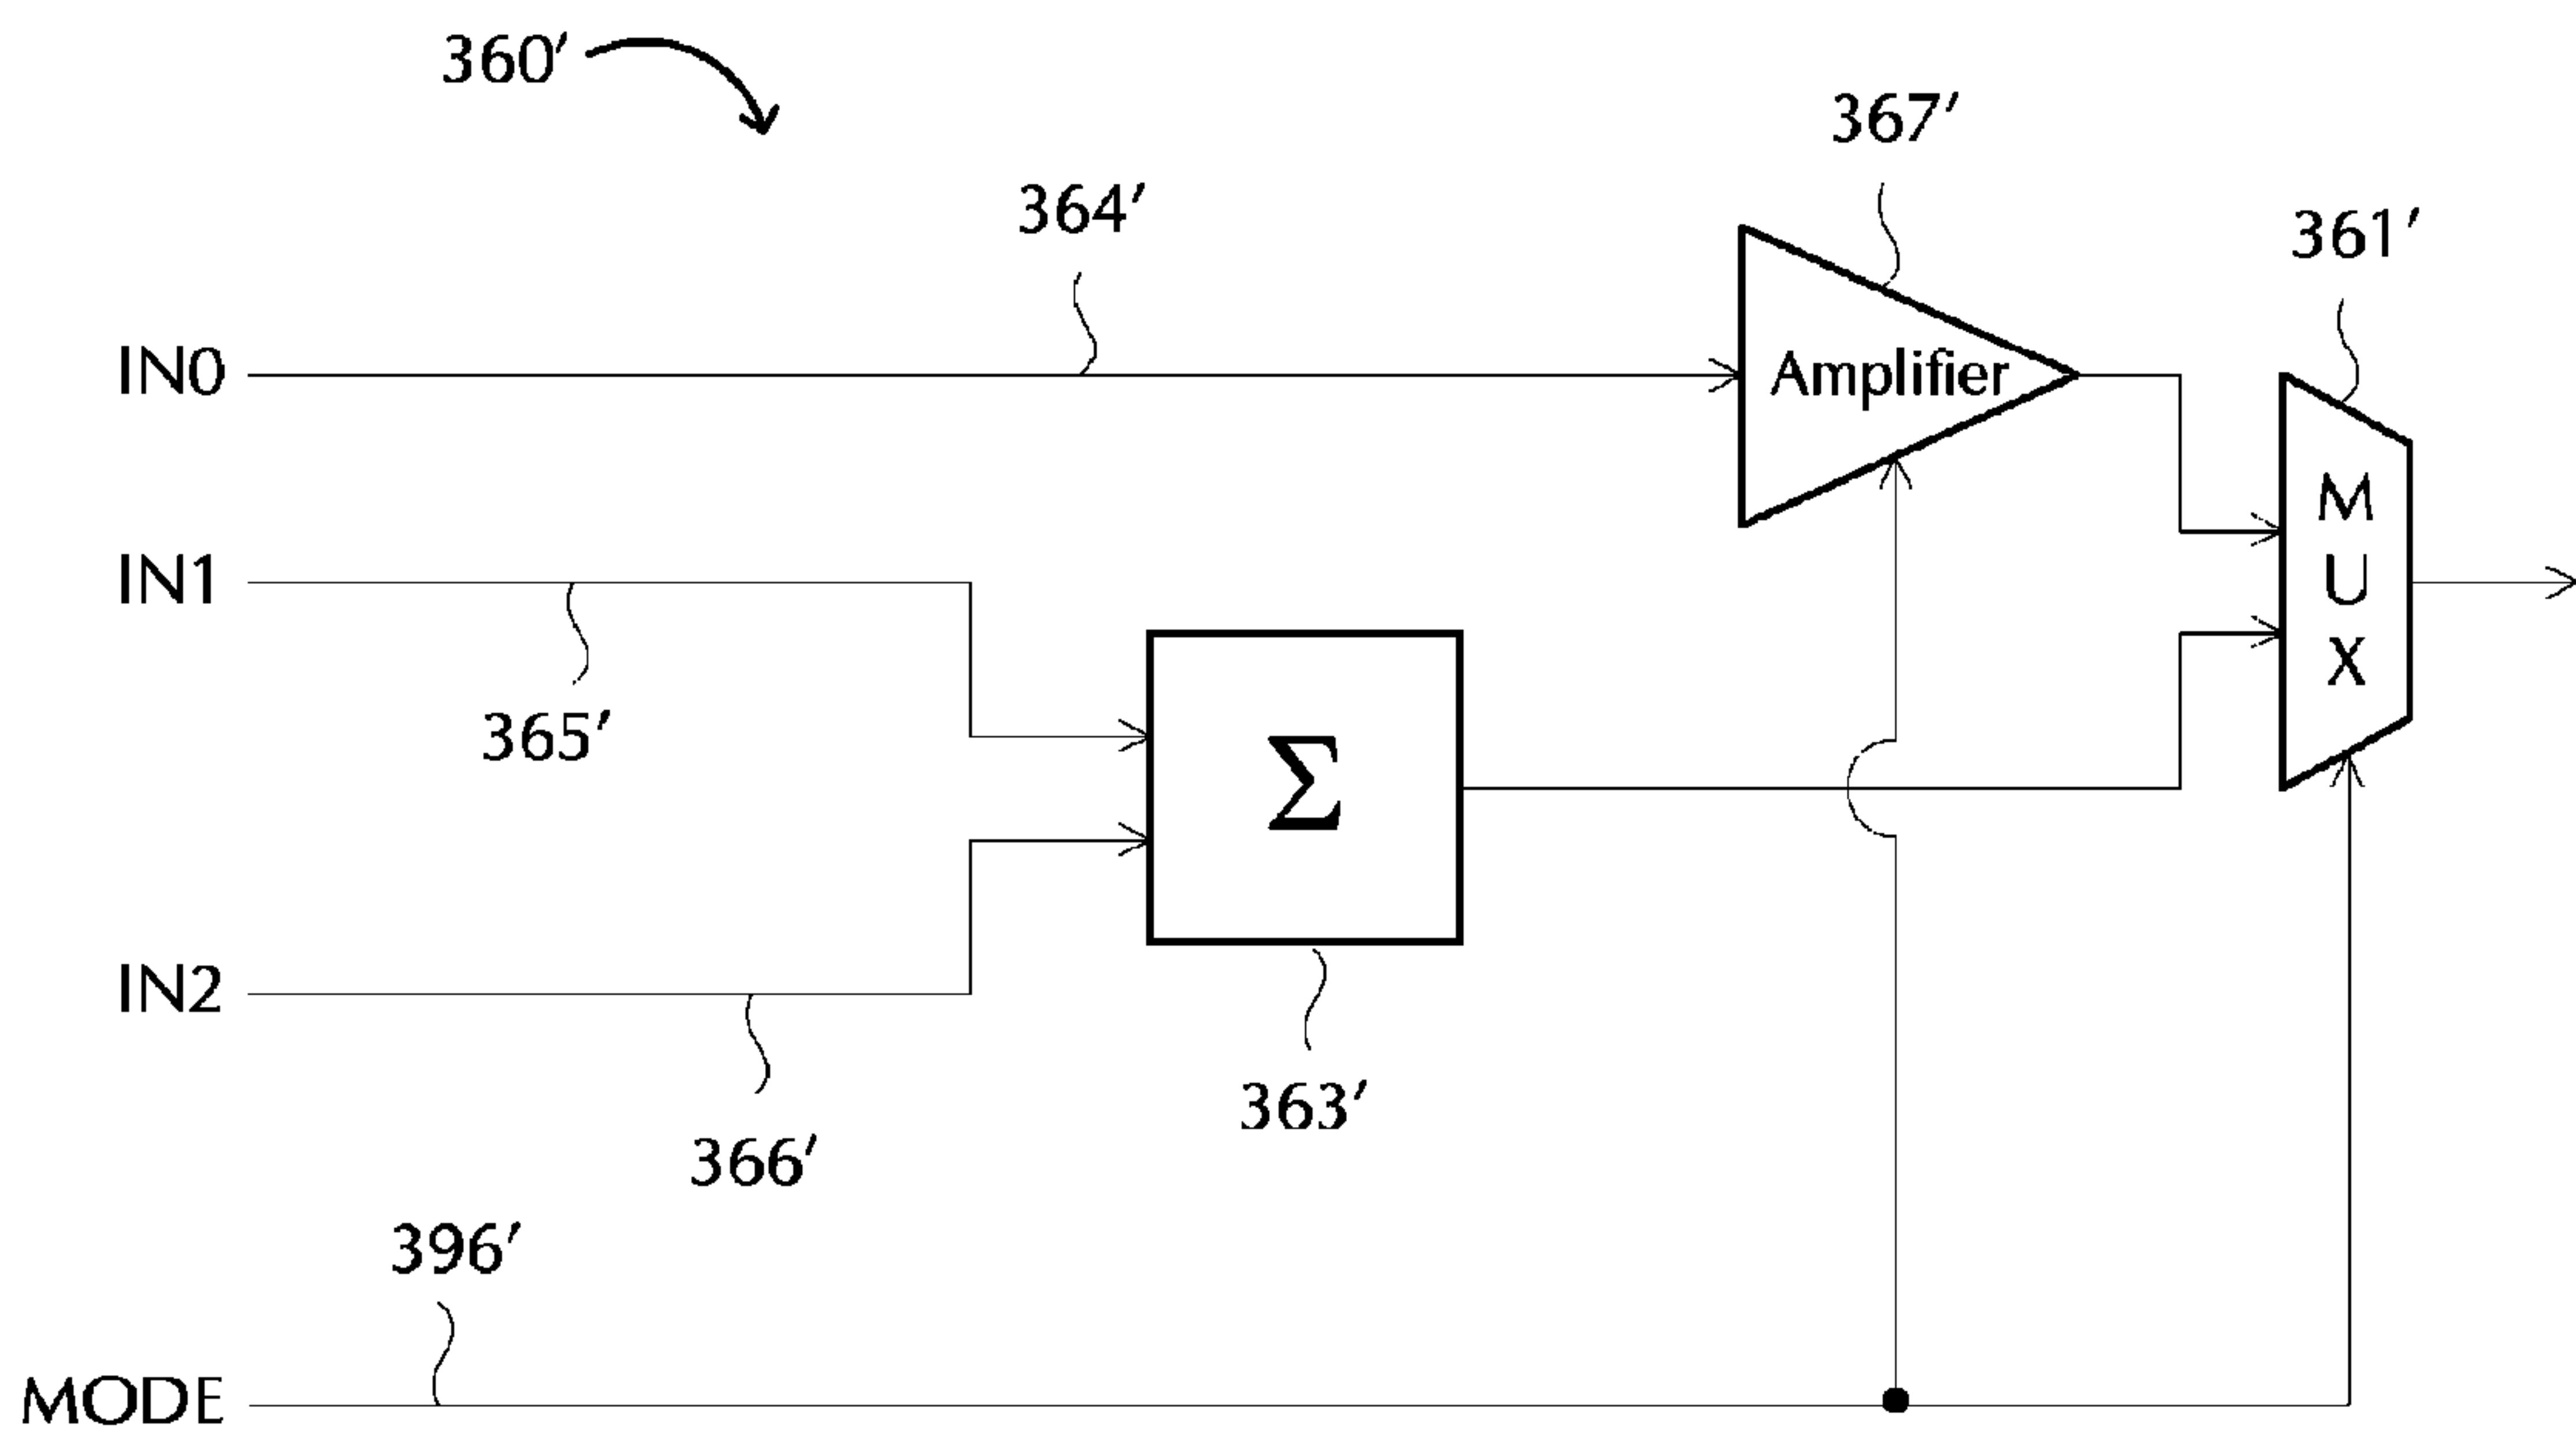 360′
367′
364′
361′
IN0
Amplifier
M
U
X
IN1
365′
Σ
IN2
363′
366′
396′
MODE